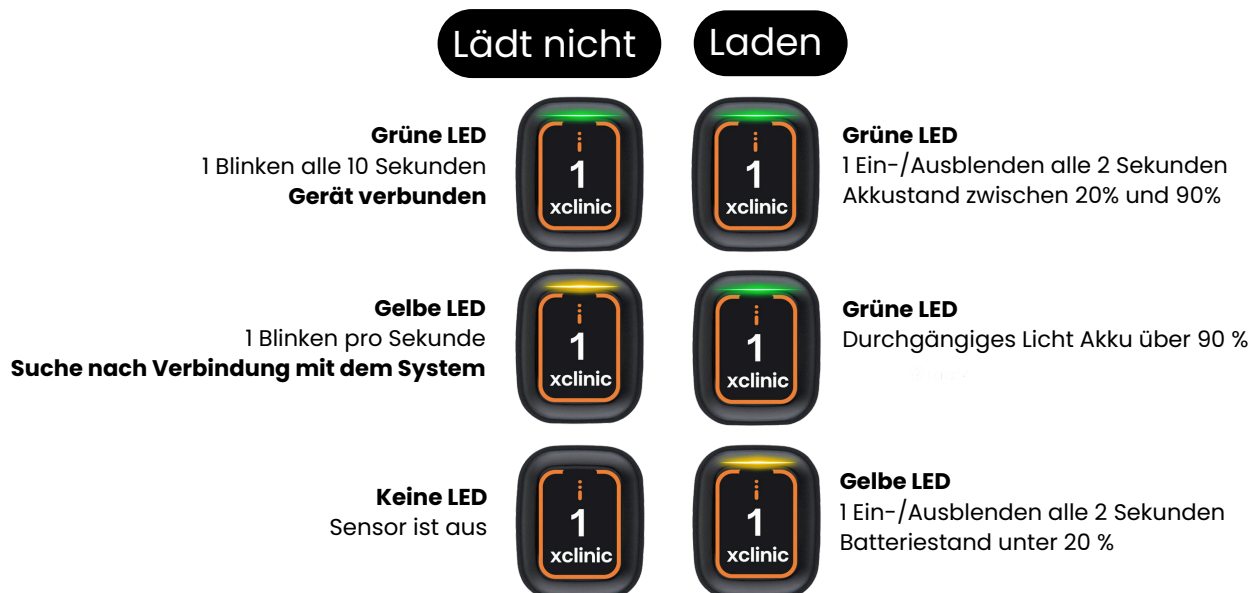 Lädt nicht
Laden
Grüne LED
1 Blinken alle 10 Sekunden
Gerät verbunden
1
xclinic
1
xclinic
Grüne LED
1 Ein-/Ausblenden alle 2 Sekunden
Akkustand zwischen 20% und 90%
Gelbe LED
1 Blinken pro Sekunde
Suche nach Verbindung mit dem System
1
xclinic
1
xclinic
Grüne LED
Durchgängiges Licht Akku über 90 %
Keine LED
Sensor ist aus
1
xclinic
1
xclinic
Gelbe LED
1 Ein-/Ausblenden alle 2 Sekunden
Batteriestand unter 20 %